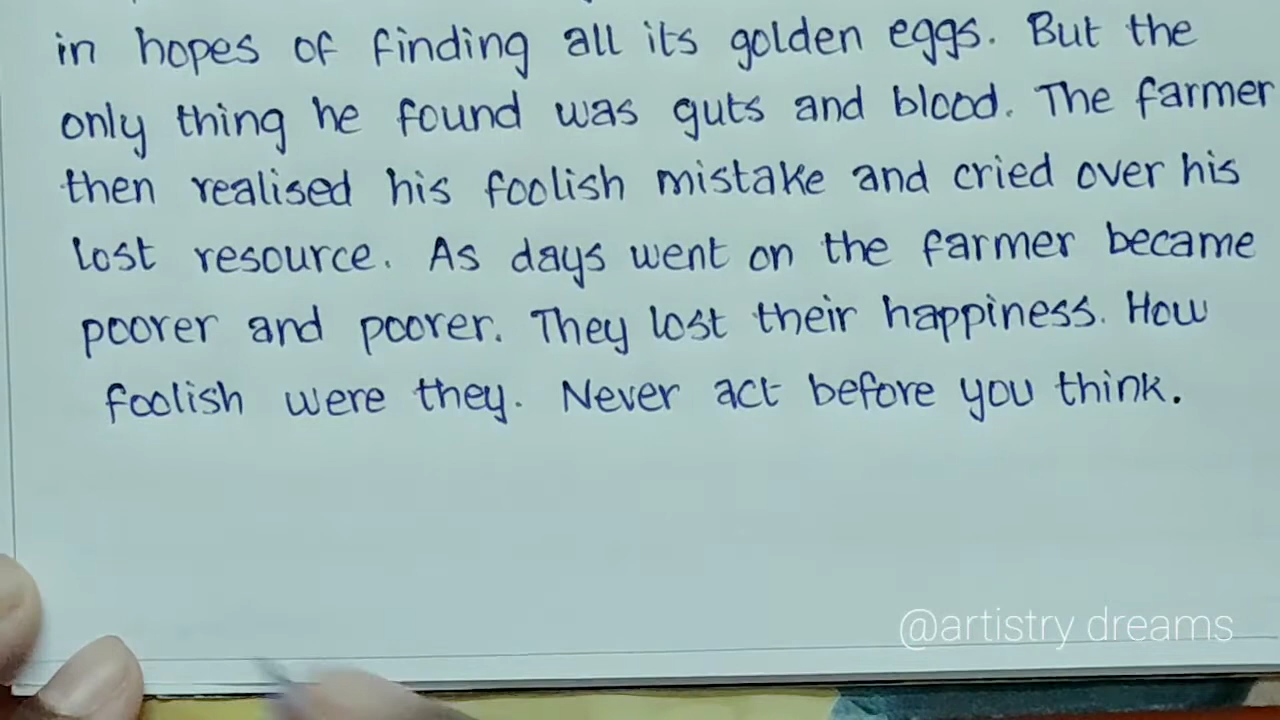 in hopes of finding all its golden eggs. But the
only thing he found was guts and blood. The farmer
then realised his foolish mistake and cried over his
lost resource. As days went on the farmer became
poorer and poorer. They lost their happiness. How
foolish were they. Never act before you think.
@artistry dreams